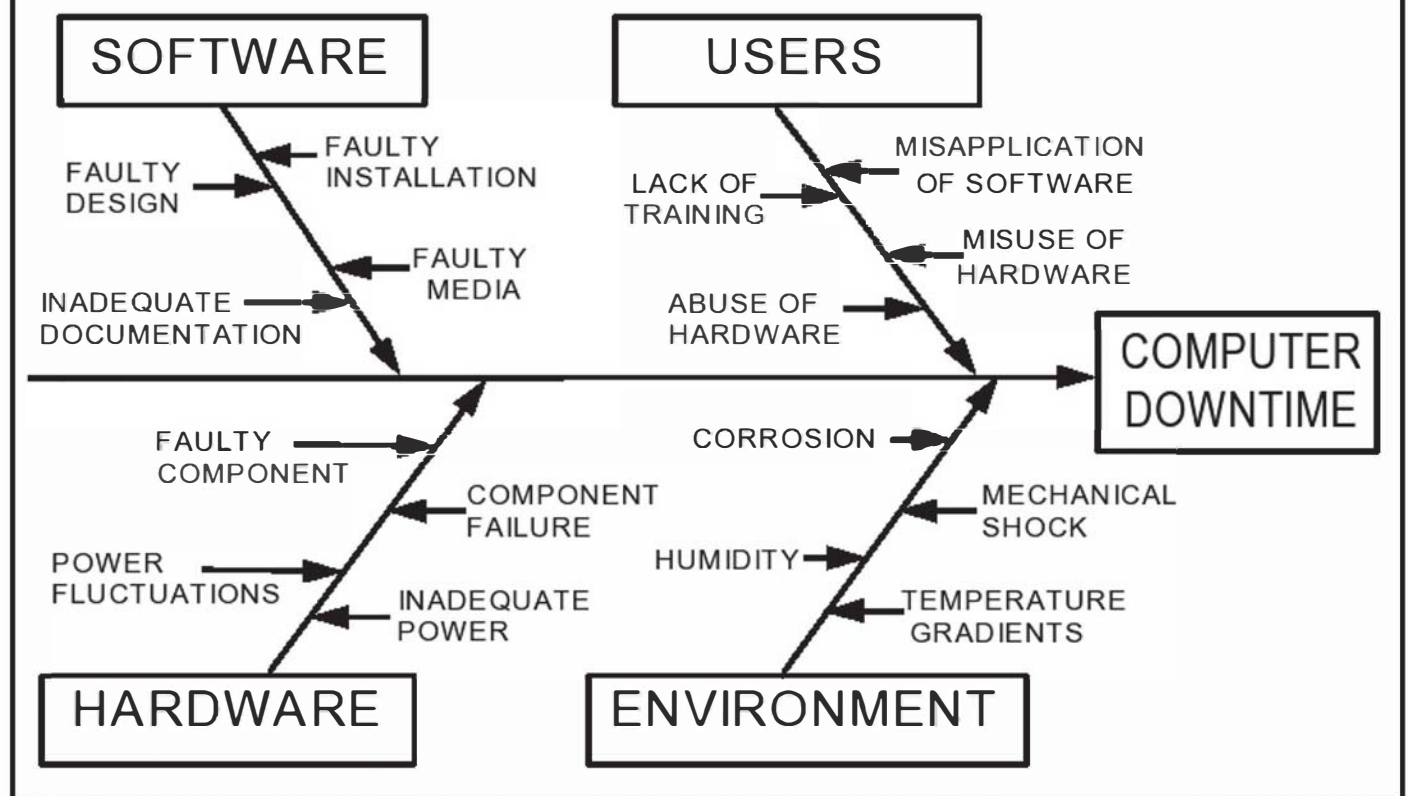 SOFTWARE
USERS
FAULTY
INSTALLATION
FAULTY
DESIGN
FAULTY
MEDIA
INADEQUATE
DOCUMENTATION
MISAPPLICATION
OF SOFTWARE
LACK OF
TRAINING
MISUSE OF
HARDWARE
ABUSE OF
HARDWARE
COMPUTER
DOWNTIME
FAULTY
COMPONENT
COMPONENT
FAILURE
POWER
FLUCTUATIONS
INADEQUATE
POWER
CORROSION
MECHANICAL
SHOCK
HUMIDITY
TEMPERATURE
GRADIENTS
HARDWARE
ENVIRONMENT